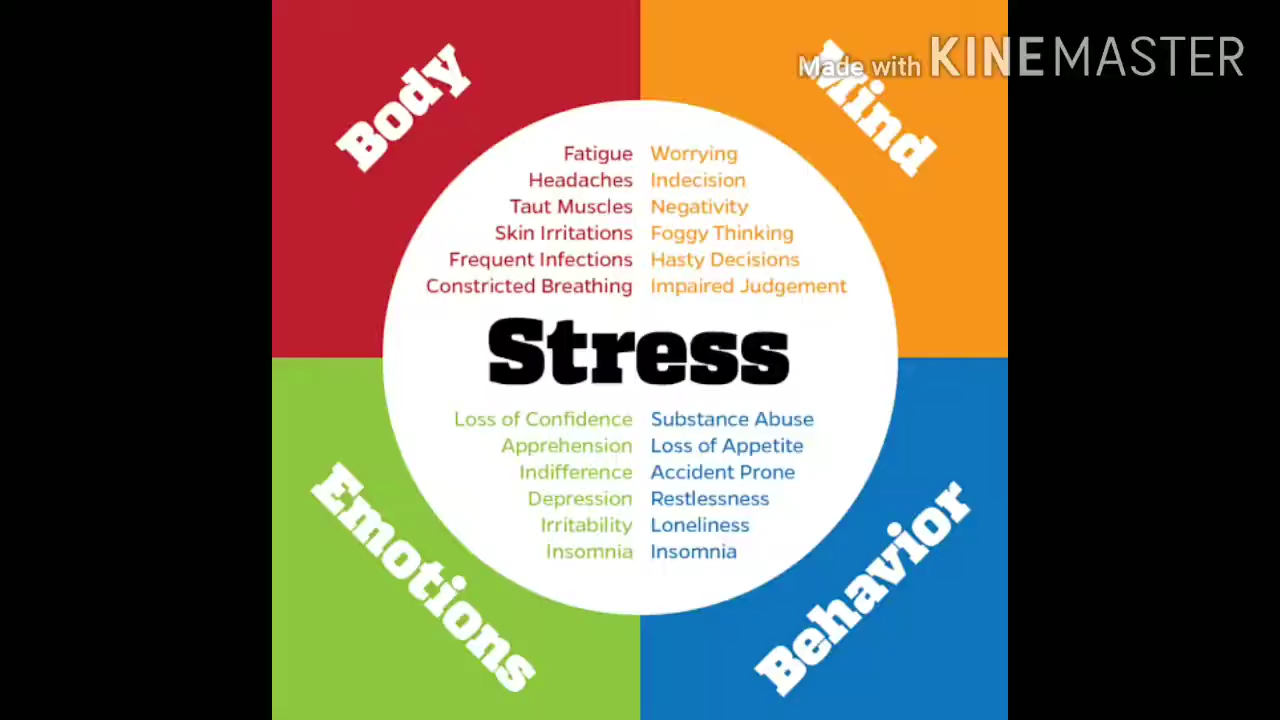 Body
Mind
Made with KINEMASTER
Fatigue
Headaches
Taut Muscles
Skin Irritations
Frequent Infections
Constricted Breathing
Worrying
Indecision
Negativity
Foggy Thinking
Hasty Decisions
Impaired Judgement
Stress
Loss of Confidence
Apprehension
Indifference
Depression
Irritability
Insomnia
Substance Abuse
Loss of Appetite
Accident Prone
Restlessness
Loneliness
Insomnia
Emotions
Behavior